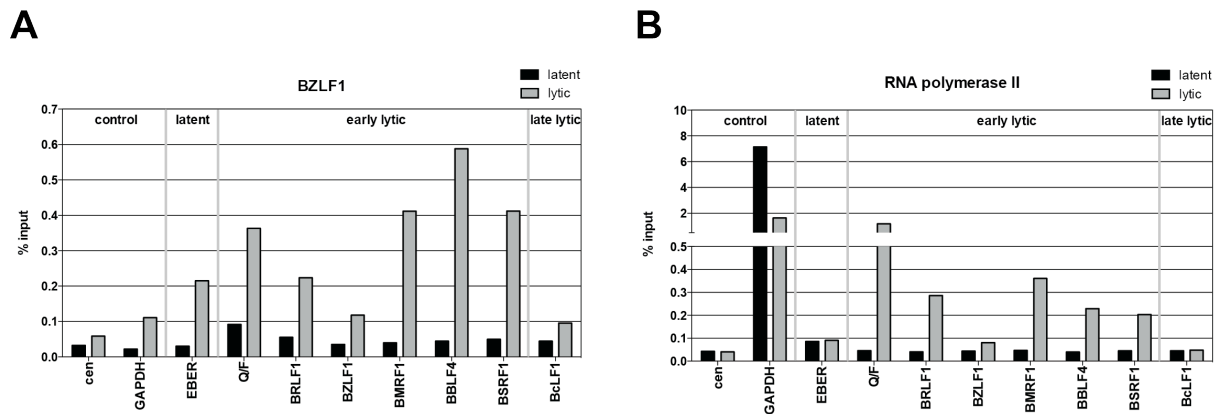 A
BZLF1
latent
lytic
control
latent
early lytic
late lytic
% input
0.7
0.6
0.5
0.4
0.3
0.2
0.1
0.0
cen
GAPDH
EBER
Q/F
BRLF1
BZLF1
BMRF1
BBLF4
BSRF1
BcLF1
B
RNA polymerase II
latent
lytic
control
latent
early lytic
late lytic
% input
10
8
6
4
2
0.5
0.4
0.3
0.2
0.1
0.0
cen
GAPDH
EBER
Q/F
BRLF1
BZLF1
BMRF1
BBLF4
BSRF1
BcLF1